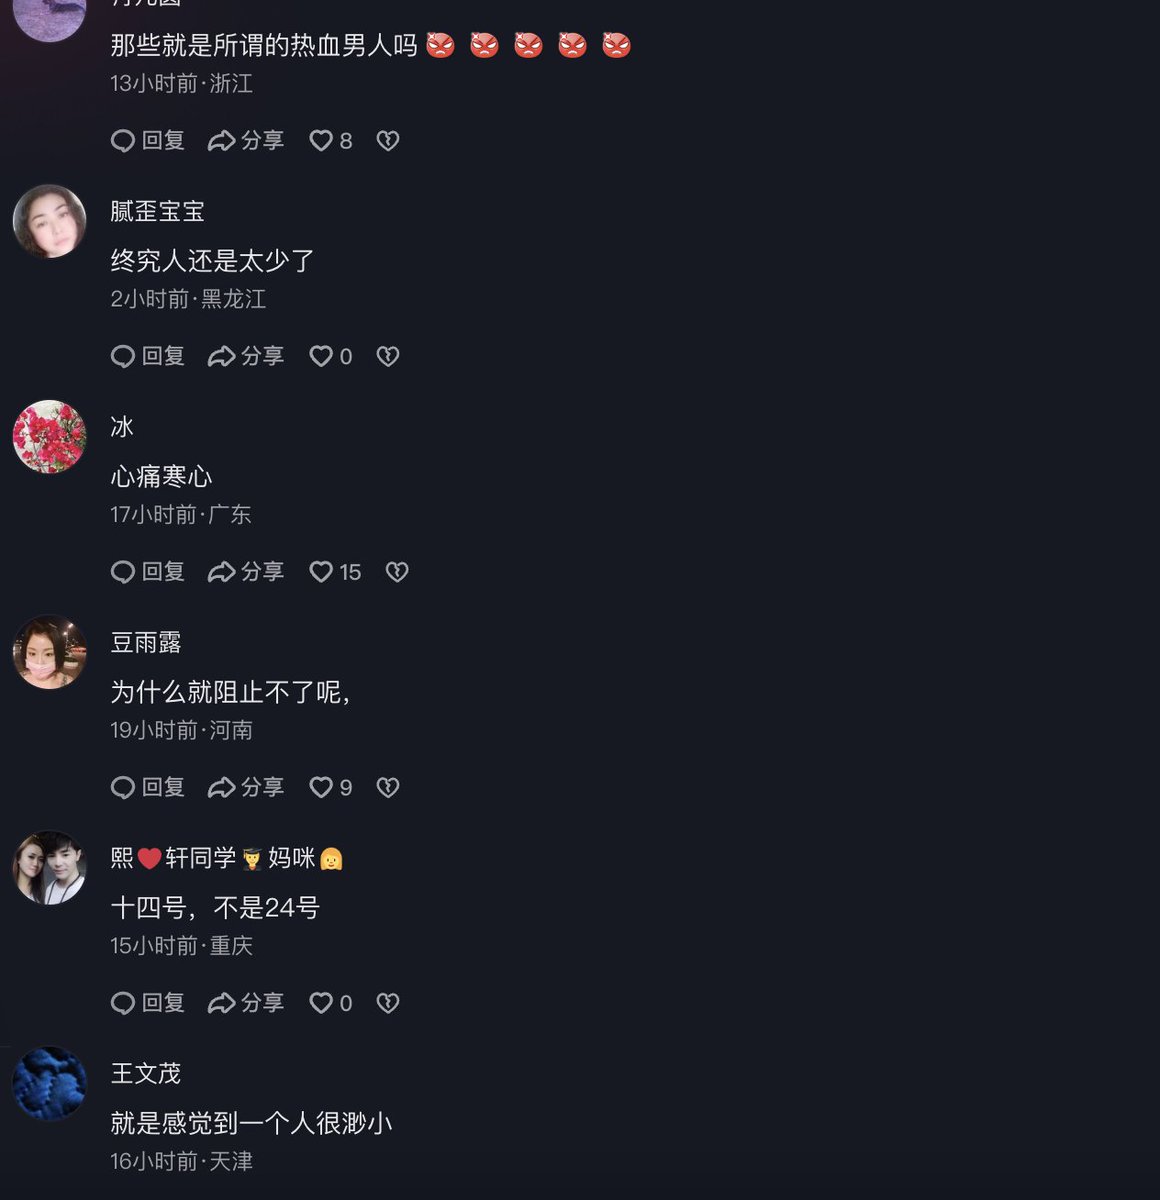 那些就是所谓的热血男人吗
13小时前·浙江
回复 分享 8
腻歪宝宝
终究人还是太少了
2小时前·黑龙江
回复 分享 0
冰
心痛寒心
17小时前·广东
回复 分享 15
豆雨露
为什么就阻止不了呢，
19小时前·河南
回复 分享 9
熙❤️轩同学👨‍🎓妈咪👩
十四号，不是24号
15小时前·重庆
回复 分享 0
王文茂
就是感觉到一个人很渺小
16小时前·天津